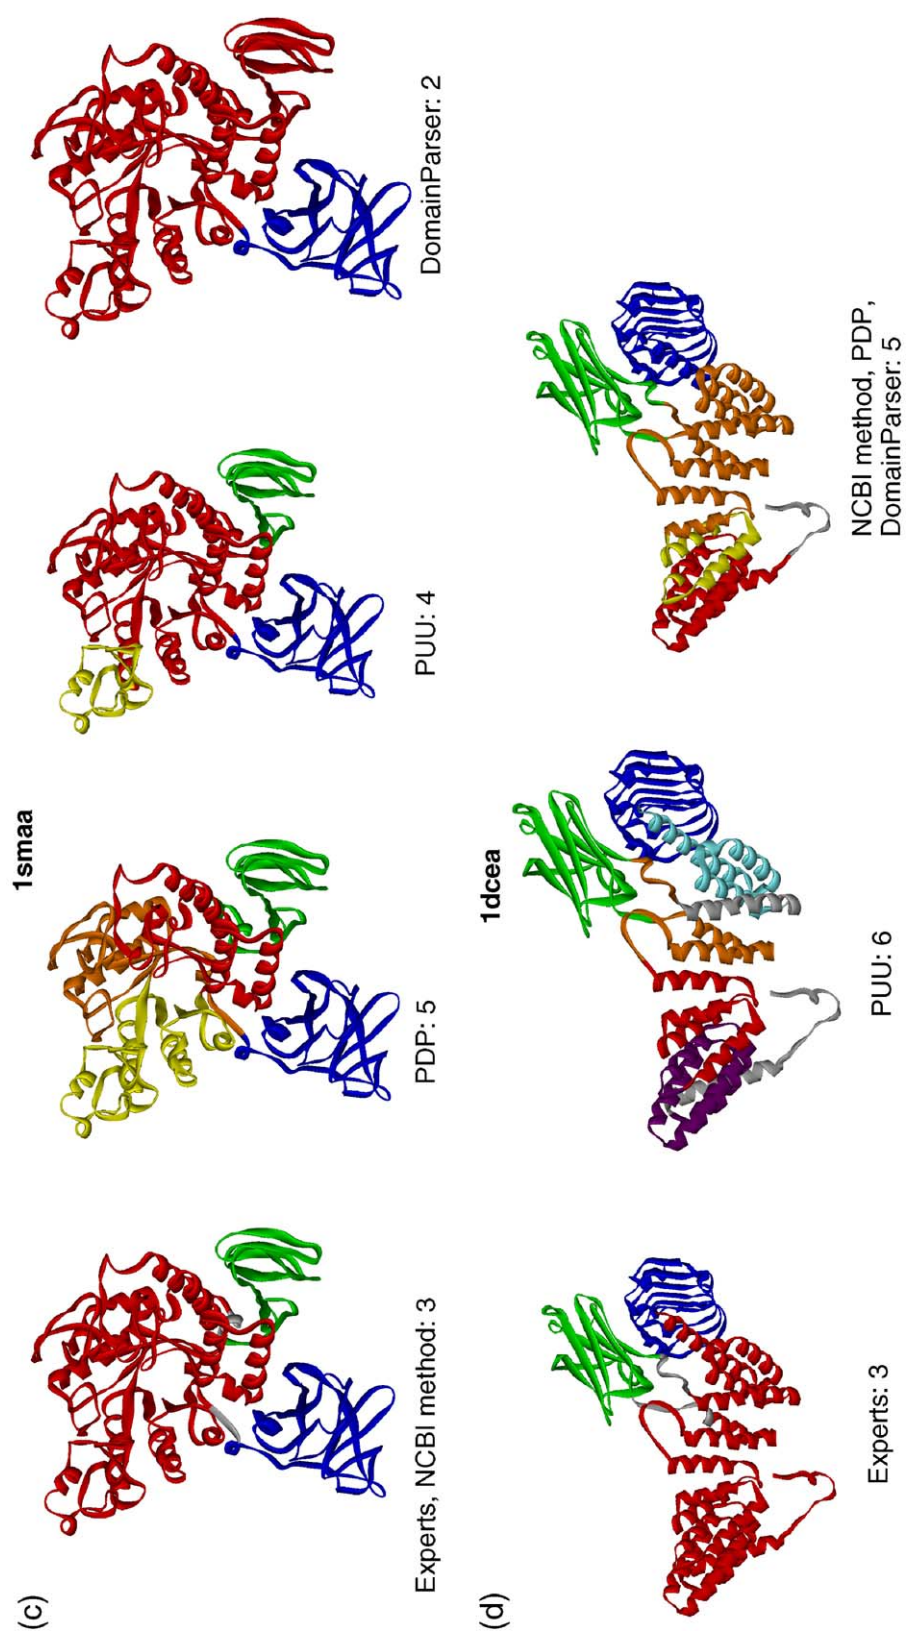 (c)
1smaa
Experts, NCBI method: 3
PDP: 5
PUU: 4
DomainParser: 2
(d)
1dcea
Experts: 3
PUU: 6
NCBI method, PDP,
DomainParser: 5